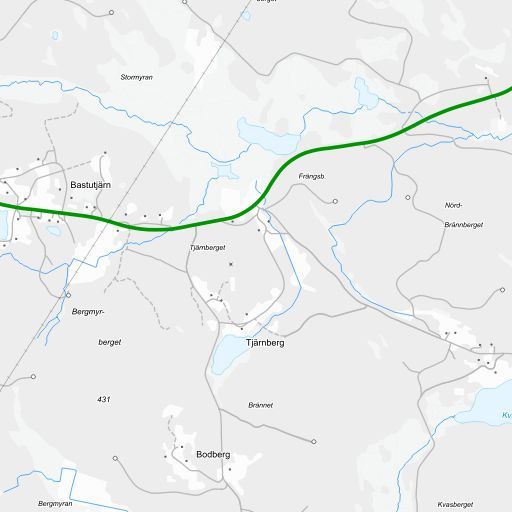 Stormyran
Bastutjärn
Frängsb.
Nörd-
Brännberget
Tjärnberget
Bergmyr-
berget
Tjärnberg
431
Brännet
Bodberg
Bergmyran
Kvasberget